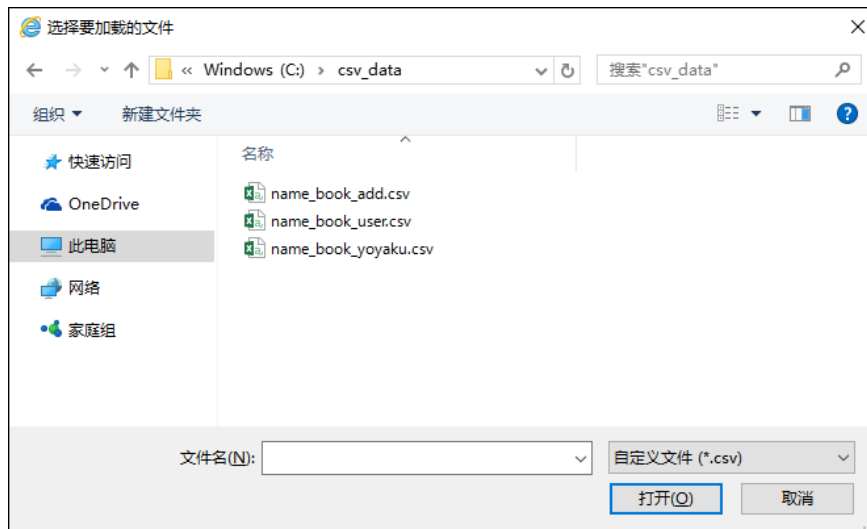 选择要加载的文件
« Windows (C:) › csv_data
搜索"csv_data"
组织 新建文件夹
快速访问
OneDrive
此电脑
网络
家庭组
名称
name_book_add.csv
name_book_user.csv
name_book_yoyaku.csv
文件名(N):
自定义文件 (*.csv)
打开(O) 取消